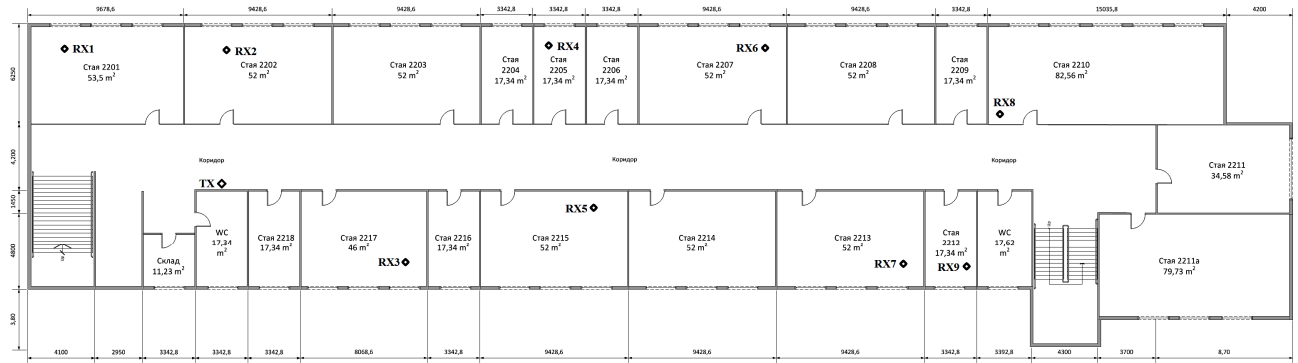 9678,6 9428,6 9428,6 3342,8 3342,8 3342,8 9428,6 9428,6 3342,8 15035,8 4200
6250
4,200
1450
4800
3,80
RX1
Стая 2201
53,5 m²
RX2
Стая 2202
52 m²
Стая 2203
52 m²
Стая
2204
17,34 m²
RX4
Стая
2205
17,34 m²
Стая
2206
17,34 m²
RX6
Стая 2207
52 m²
Стая 2208
52 m²
Стая
2209
17,34 m²
Стая 2210
82,56 m²
RX8
Коридор
Коридор
Коридор
Стая 2211
34,58 m²
TX
Склад
11,23 m²
WC
17,34
m²
Стая 2218
17,34 m²
Стая 2217
46 m²
RX3
Стая 2216
17,34 m²
RX5
Стая 2215
52 m²
Стая 2214
52 m²
Стая 2213
52 m²
RX7
Стая
2212
17,34 m²
RX9
WC
17,62
m²
Стая 2211а
79,73 m²
4100 2950 3342,8 3342,8 3342,8 8068,6 3342,8 9428,6 9428,6 9428,6 3342,8 3392,8 4300 3700 8,70